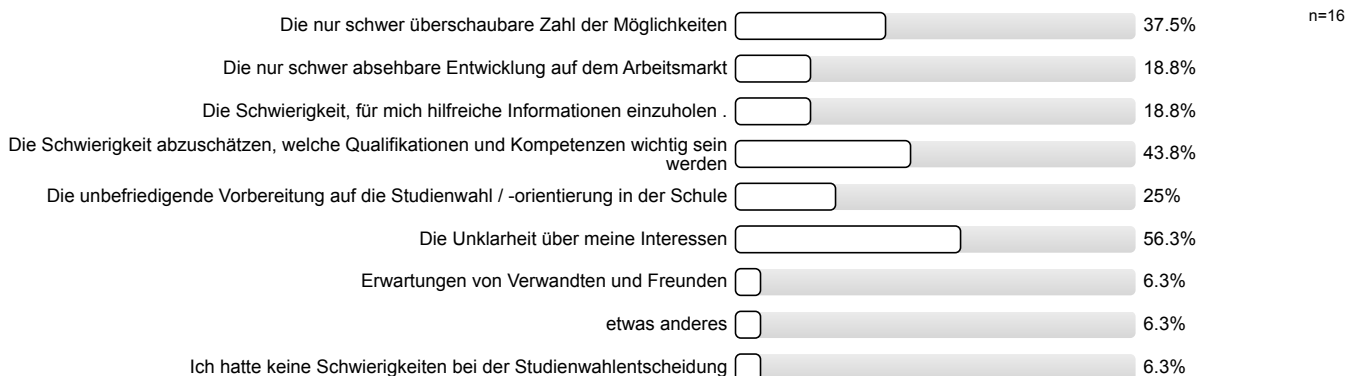 Die nur schwer überschaubare Zahl der Möglichkeiten 37.5% n=16
Die nur schwer absehbare Entwicklung auf dem Arbeitsmarkt 18.8%
Die Schwierigkeit, für mich hilfreiche Informationen einzuholen . 18.8%
Die Schwierigkeit abzuschätzen, welche Qualifikationen und Kompetenzen wichtig sein
werden 43.8%
Die unbefriedigende Vorbereitung auf die Studienwahl / -orientierung in der Schule 25%
Die Unklarheit über meine Interessen 56.3%
Erwartungen von Verwandten und Freunden 6.3%
etwas anderes 6.3%
Ich hatte keine Schwierigkeiten bei der Studienwahlentscheidung 6.3%